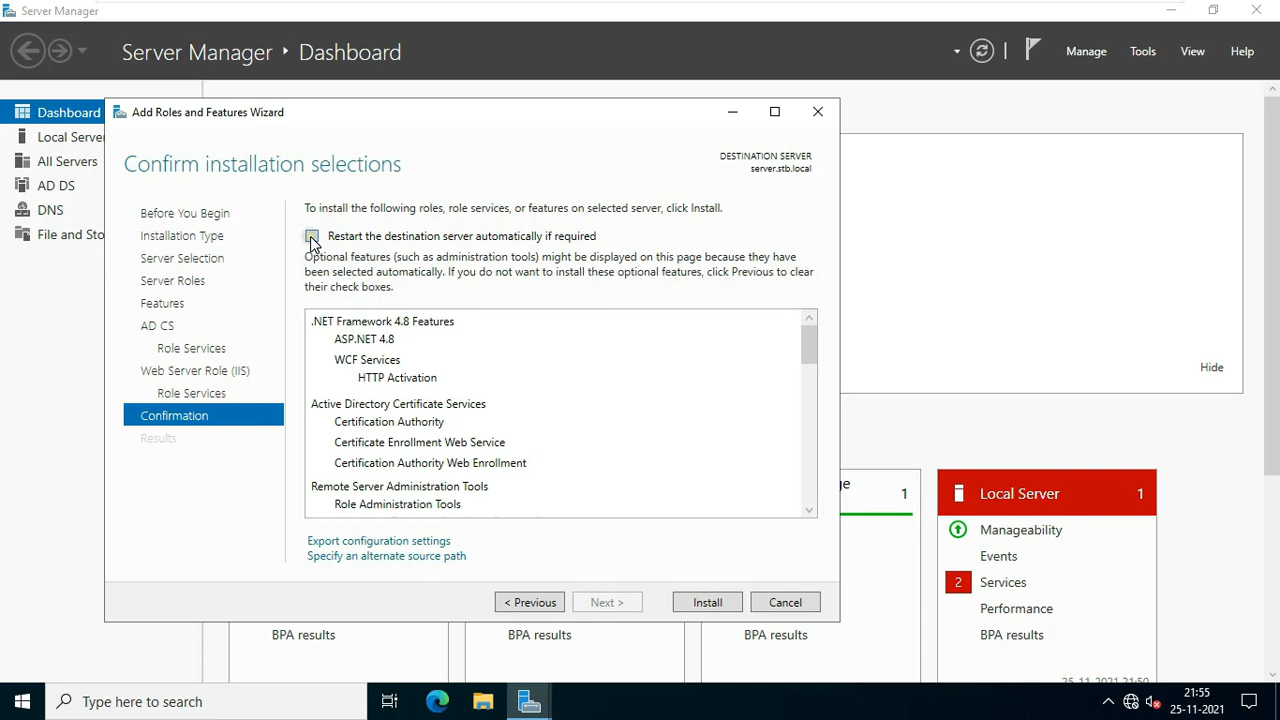 Server Manager
Server Manager ‣ Dashboard
Manage Tools View Help
Dashboard
Local Server
All Servers
AD DS
DNS
File and Sto
Add Roles and Features Wizard
Confirm installation selections
DESTINATION SERVER
server.stb.local
Before You Begin
Installation Type
Server Selection
Server Roles
Features
AD CS
Role Services
Web Server Role (IIS)
Role Services
Confirmation
Results
To install the following roles, role services, or features on selected server, click Install.
Restart the destination server automatically if required
Optional features (such as administration tools) might be displayed on this page because they have
been selected automatically. If you do not want to install these optional features, click Previous to clear
their check boxes.
.NET Framework 4.8 Features
ASP.NET 4.8
WCF Services
HTTP Activation
Active Directory Certificate Services
Certification Authority
Certificate Enrollment Web Service
Certification Authority Web Enrollment
Remote Server Administration Tools
Role Administration Tools
Export configuration settings
Specify an alternate source path
< Previous
Next >
Install
Cancel
Hide
ge 1
Local Server 1
Manageability
Events
2 Services
Performance
BPA results
25-11-2021 21:50
BPA results
BPA results
BPA results
Type here to search
21:55
25-11-2021